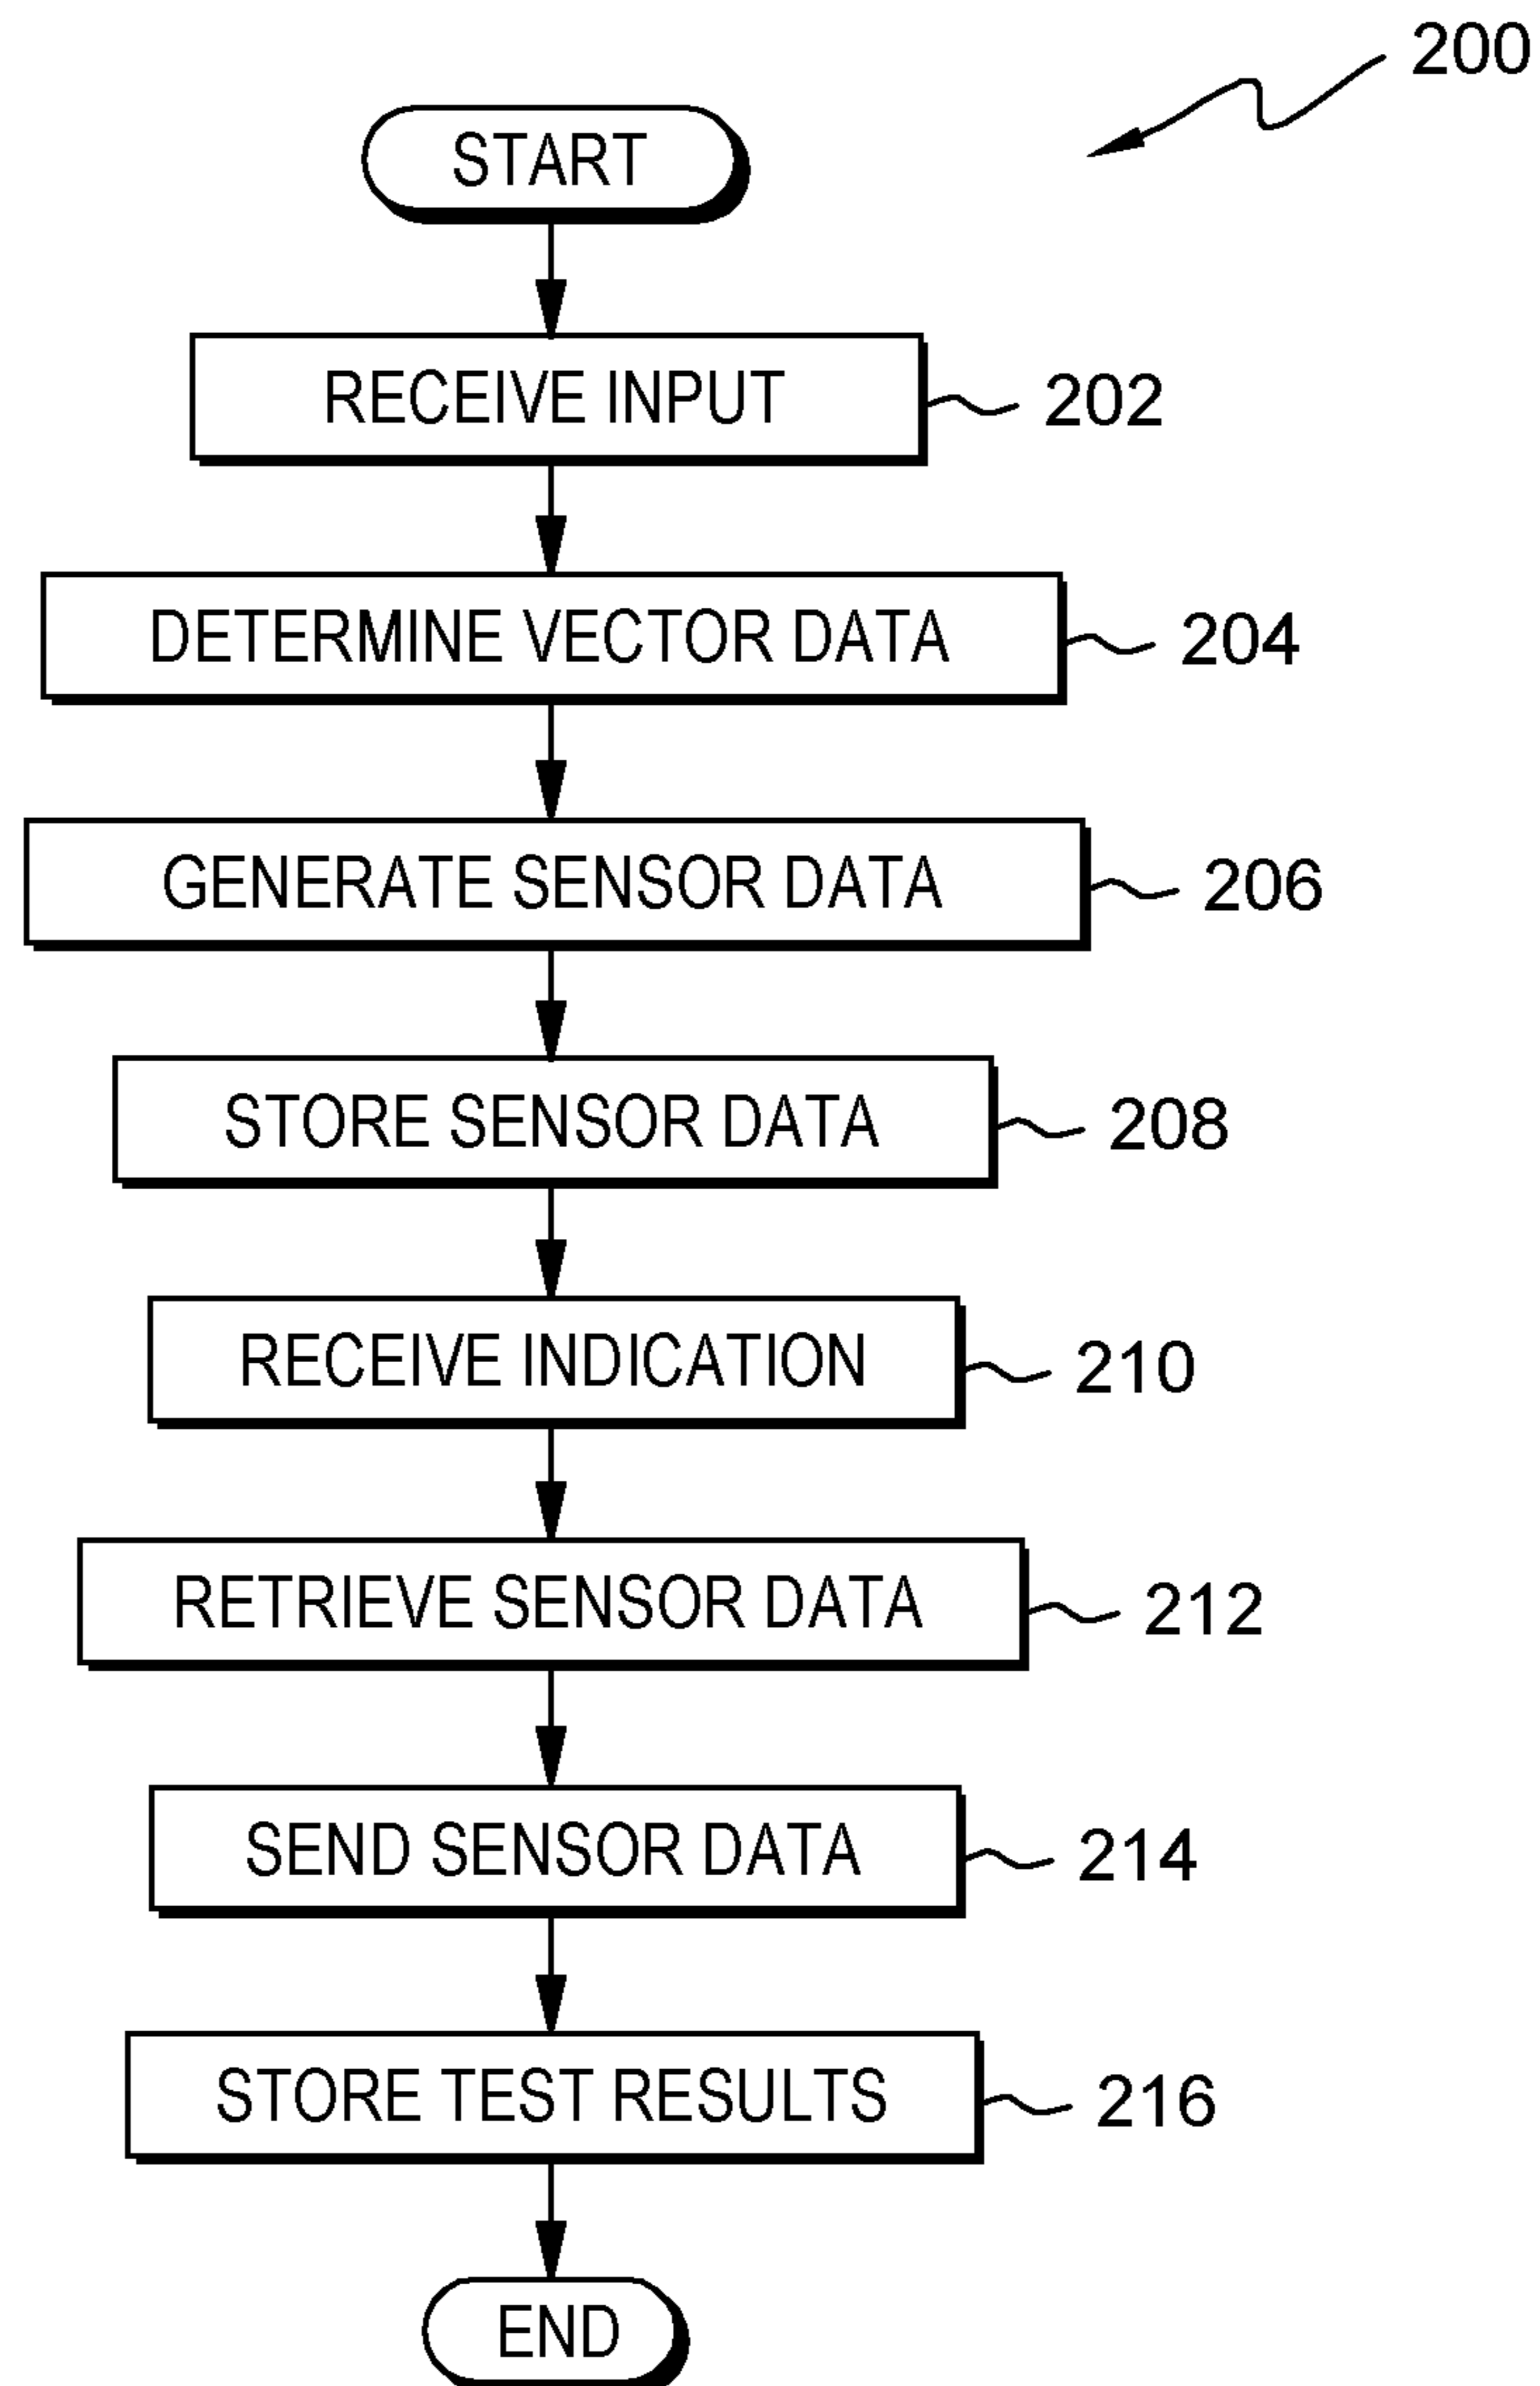 200
START
RECEIVE INPUT
202
DETERMINE VECTOR DATA
204
GENERATE SENSOR DATA
206
STORE SENSOR DATA
208
RECEIVE INDICATION
210
RETRIEVE SENSOR DATA
212
SEND SENSOR DATA
214
STORE TEST RESULTS
216
END